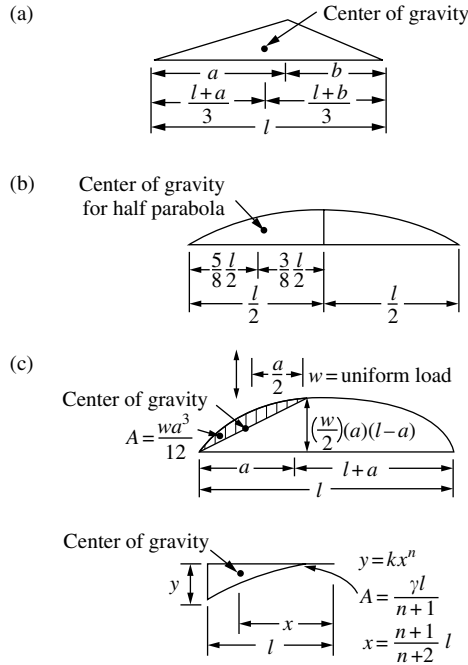 (a)
Center of gravity
a b
l+a/3 l+b/3
l
(b)
Center of gravity
for half parabola
5/8 l/2 3/8 l/2
l/2 l/2
(c)
a/2 w=uniform load
Center of gravity
A=wa³/12
(w/2)(a)(l−a)
a l+a
l
Center of gravity
y=kxⁿ
y
A=γl/n+1
x
l
x=n+1/n+2 l